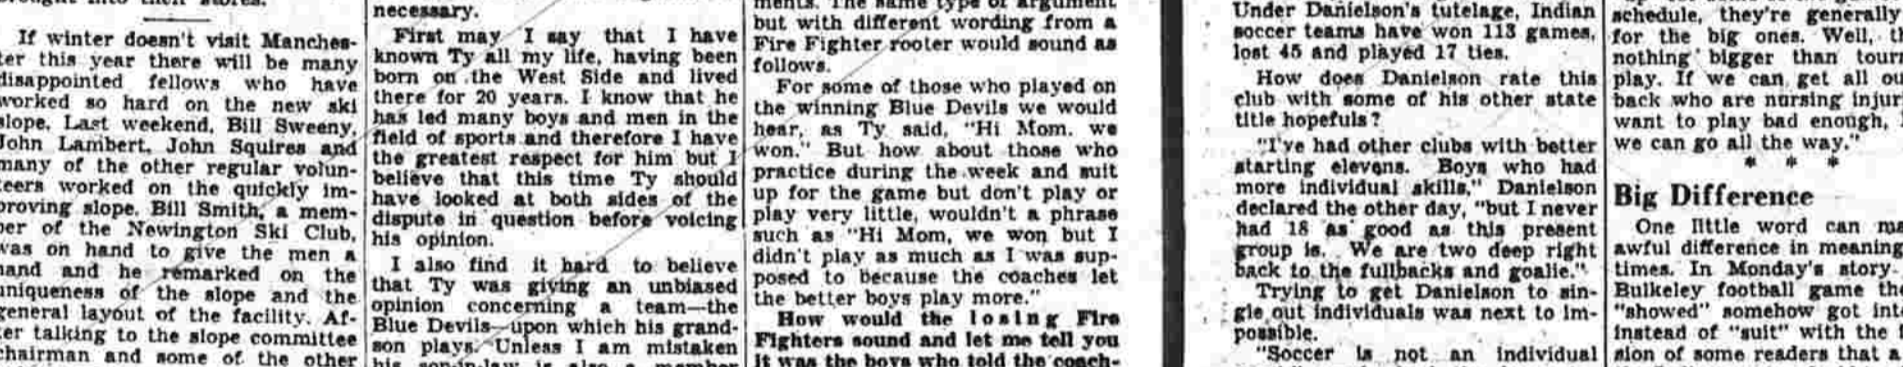 If winter doesn't visit Manches-
ter this year there will be many
disappointed fellows who have
worked so hard on the new ski
slope. Last weekend, Bill Sweeny,
John Lambert, John Squires and
many of the other regular volun-
teers worked on the quickly im-
proving slope. Bill Smith, a mem-
ber of the Newington Ski Club,
was on hand to give the men a
hand and he remarked on the
uniqueness of the slope and the
general layout of the facility. Af-
ter talking to the slope committee
chairman and some of the other
necessary.
First may I say that I have
known Ty all my life, having been
born on the West Side and lived
there for 20 years. I know that he
has led many boys and men in the
field of sports and therefore I have
the greatest respect for him but I
believe that this time Ty should
have looked at both sides of the
dispute in question before voicing
his opinion.
I also find it hard to believe
that Ty was giving an unbiased
opinion concerning a team—the
Blue Devils—upon which his grand-
son plays. Unless I am mistaken
his son-in-law is also a member
ments. The same type of argument
but with different wording from a
Fire Fighter rooter would sound as
follows.
For some of those who played on
the winning Blue Devils we would
hear, as Ty said, "Hi Mom. we
won." But how about those who
practice during the week and suit
up for the game but don't play or
play very little, wouldn't a phrase
such as "Hi Mom, we won but I
didn't play as much as I was sup-
posed to because the coaches let
the better boys play more."
How would the losing Fire
Fighters sound and let me tell you
it was the boys who told the coach-
Under Danielson's tutelage, Indian
soccer teams have won 113 games,
lost 45 and played 17 ties.
How does Danielson rate this
club with some of his other state
title hopefuls?
"I've had other clubs with better
starting elevens. Boys who had
more individual skills," Danielson
declared the other day, "but I never
had 18 as good as this present
group is. We are two deep right
back to the fullbacks and goalie."
Trying to get Danielson to sin-
gle out individuals was next to im-
possible.
"Soccer is not an individual
schedule, they're generally
for the big ones. Well,
nothing bigger than tour
play. If we can get all ou
back who are nursing injur
want to play bad enough,
we can go all the way."
* * *
Big Difference
One little word can ma
awful difference in meaning
times. In Monday's story.
Bulkeley football game the
"showed" somehow got int
instead of "suit" with the
sion of some readers that a